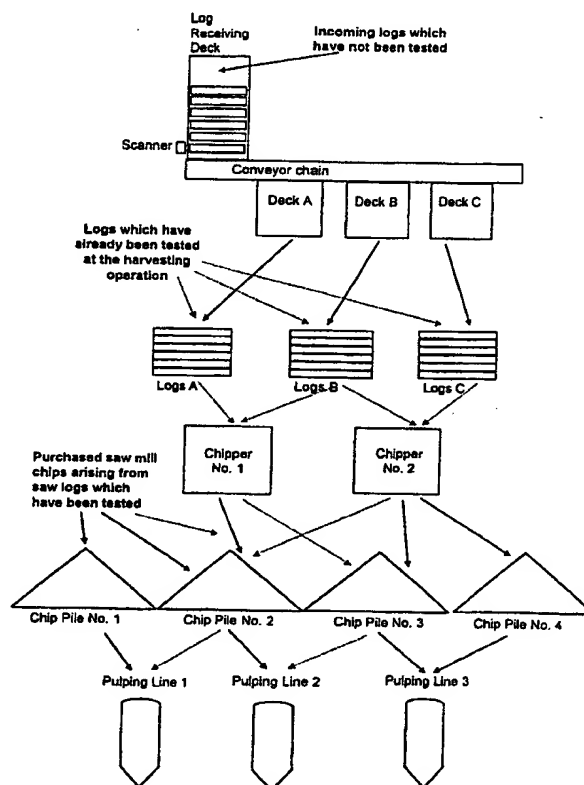 Log
Receiving
Deck
Incoming logs which
have not been tested
Scanner
Conveyor chain
Deck A
Deck B
Deck C
Logs which have
already been tested
at the harvesting
operation
Logs A
Logs B
Logs C
Chipper
No. 1
Chipper
No. 2
Purchased saw mill
chips arising from
saw logs which
have been tested
Chip Pile No. 1
Chip Pile No. 2
Chip Pile No. 3
Chip Pile No. 4
Pulping Line 1
Pulping Line 2
Pulping Line 3